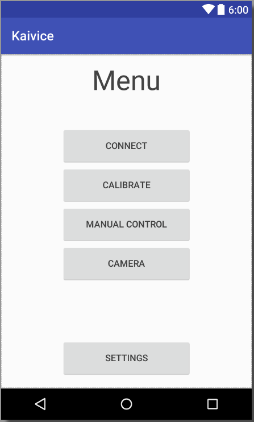 6:00
Kaivice
Menu
CONNECT
CALIBRATE
MANUAL CONTROL
CAMERA
SETTINGS